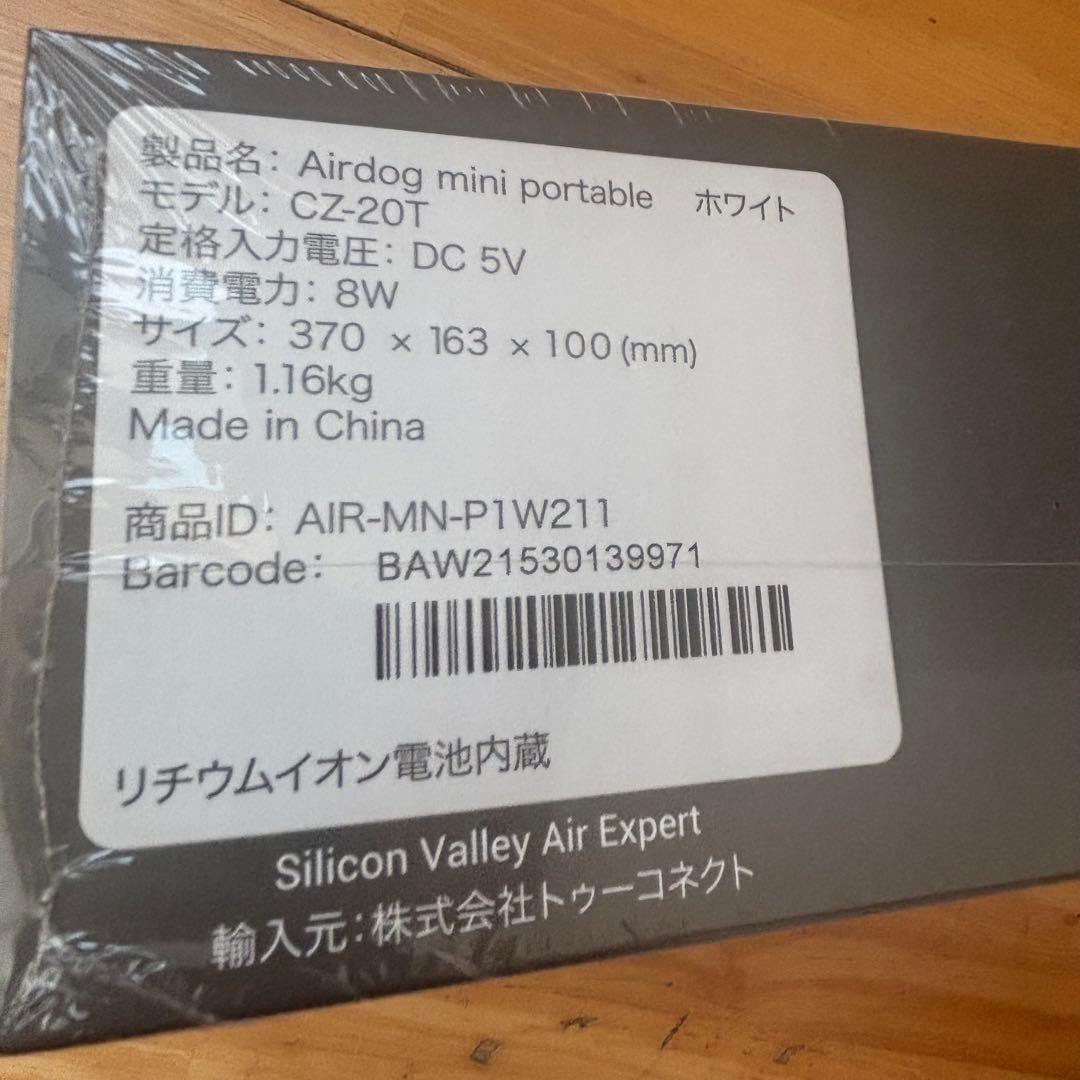 製品名: Airdog mini portable ホワイト
モデル: CZ-20T
定格入力電圧: DC 5V
消費電力: 8W
サイズ: 370 × 163 × 100 (mm)
重量: 1.16kg
Made in China
商品ID: AIR-MN-P1W211
Barcode: BAW21530139971
リチウムイオン電池内蔵
Silicon Valley Air Expert
輸入元:株式会社トゥーコネクト